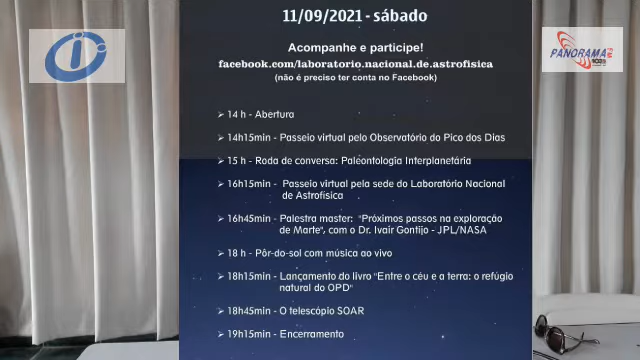 11/09/2021 - sábado
Acompanhe e participe!
facebook.com/laboratorio.nacional.de.astrofisica
(não é preciso ter conta no Facebook)
➤ 14 h - Abertura
➤ 14h15min - Passeio virtual pelo Observatório do Pico dos Dias
➤ 15 h - Roda de conversa: Paleontologia Interplanetária
➤ 16h15min - Passeio virtual pela sede do Laboratório Nacional
de Astrofísica
➤ 16h45min - Palestra master: "Próximos passos na exploração
de Marte", com o Dr. Ivair Gontijo - JPL/NASA
➤ 18 h - Pôr-do-sol com música ao vivo
➤ 18h15min - Lançamento do livro "Entre o céu e a terra: o refúgio
natural do OPD"
➤ 18h45min - O telescópio SOAR
➤ 19h15min - Encerramento
PANORAMA FM